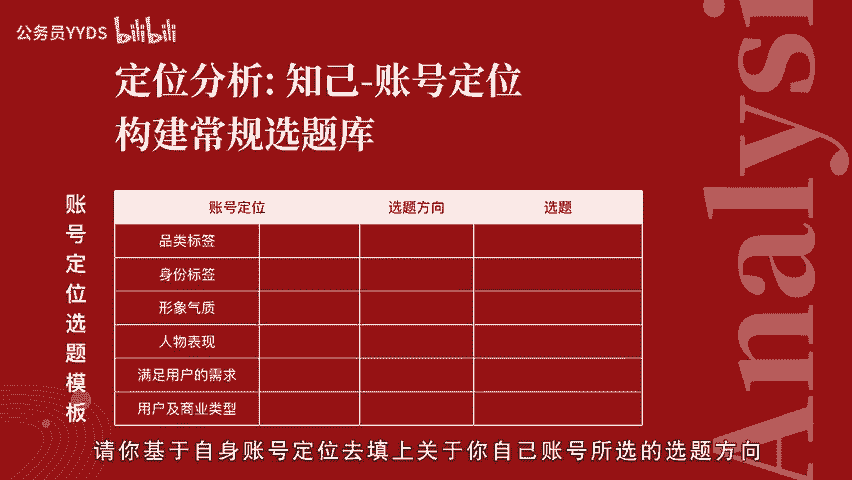 公务员YYDS bilibili
定位分析: 知己-账号定位
构建常规选题库
账号定位选题模板
账号定位 选题方向 选题
品类标签
身份标签
形象气质
人物表现
满足用户的需求
用户及商业类型
Analysi
请你基于自身账号定位去填上关于你自己账号所选的选题方向